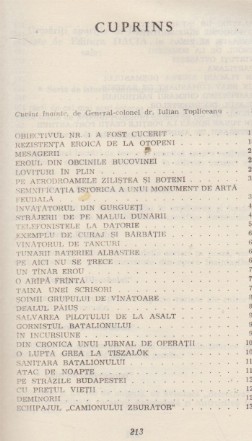 CUPRINS
Cuvînt înainte, de General-colonel dr. Iulian Topliceanu
OBIECTIVUL NR. 1 A FOST CUCERIT
REZISTENȚA EROICĂ DE LA OTOPENI
MESAGERII
EROUL DIN OBCINILE BUCOVINEI
LOVITURI ÎN PLIN
PE AERODROAMELE ZILIȘTEA ȘI BOTENI
SEMNIFICAȚIA ISTORICĂ A UNUI MONUMENT DE ARTĂ
FEUDALĂ
ÎNVĂȚĂTORUL DIN GURGUEȚI
STRĂJERII DE PE MALUL DUNĂRII
TELEFONISTELE LA DATORIE
EXEMPLU DE CURAJ ȘI BĂRBĂȚIE
VÎNĂTORUL DE TANCURI
TUNARII BATERIEI ALBASTRE
PE AICI NU SE TRECE
UN TÎNĂR EROU
O ARIPĂ FRÎNTĂ
TAINA UNEI SCRISORI
ȘOIMII GRUPULUI DE VÎNĂTOARE
DEALUL PĂIUȘ
SALVAREA PILOTULUI DE LA ASALT
GORNISTUL BATALIONULUI
ÎN INCURSIUNE
DIN CRONICA UNUI JURNAL DE OPERAȚII
O LUPTĂ GREA LA TISZALÖK
SANITARA BATALIONULUI
ATAC DE NOAPTE
PE STRĂZILE BUDAPESTEI
CU PREȚUL VIEȚII
DEMINORII
ECHIPAJUL „CAMIONULUI ZBURĂTOR"
213